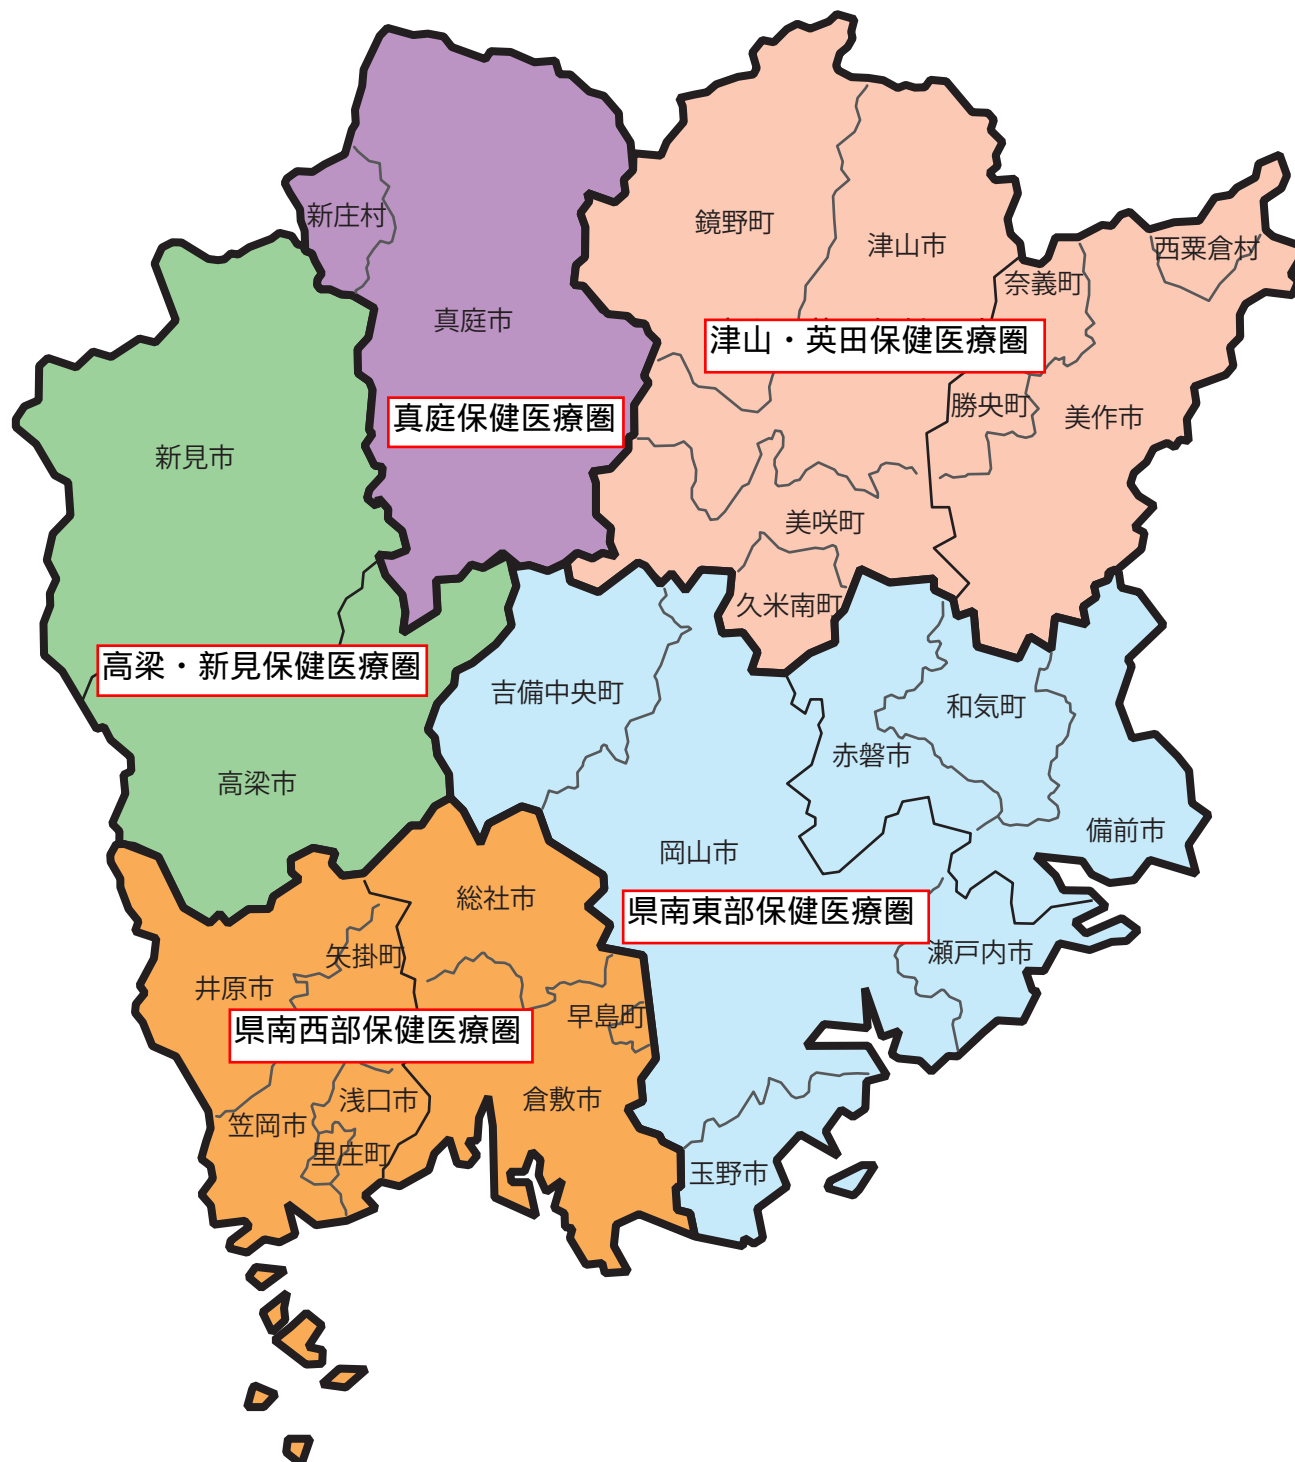 新庄村
鏡野町
津山市
西粟倉村
奈義町
真庭市
津山・英田保健医療圏
真庭保健医療圏
勝央町
美作市
新見市
美咲町
久米南町
高梁・新見保健医療圏
吉備中央町
和気町
赤磐市
高梁市
備前市
岡山市
総社市
県南東部保健医療圏
矢掛町
瀬戸内市
井原市
早島町
県南西部保健医療圏
浅口市
倉敷市
笠岡市
里庄町
玉野市